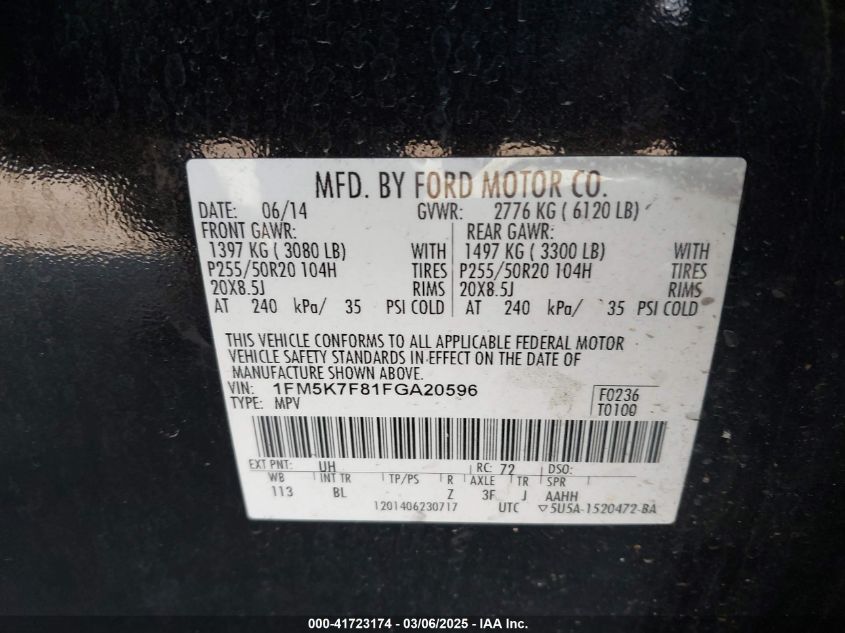 MFD. BY FORD MOTOR CO.
DATE: 06/14 GVWR: 2776 KG ( 6120 LB)
FRONT GAWR: REAR GAWR:
1397 KG ( 3080 LB) WITH 1497 KG ( 3300 LB) WITH
P255/50R20 104H TIRES P255/50R20 104H TIRES
20X8.5J RIMS 20X8.5J RIMS
AT 240 kPa/ 35 PSI COLD AT 240 kPa/ 35 PSI COLD
THIS VEHICLE CONFORMS TO ALL APPLICABLE FEDERAL MOTOR
VEHICLE SAFETY STANDARDS IN EFFECT ON THE DATE OF
MANUFACTURE SHOWN ABOVE.
VIN: 1FM5K7F81FGA20596 F0236
TYPE: MPV T0100
EXT PNT: UH RC: 72 DSO:
WB INT TR TP/PS R AXLE TR SPR
113 BL Z 3F J AAHH
1201406230717 UTC ▽5U5A-1520472-BA
000-41723174 - 03/06/2025 - IAA Inc.